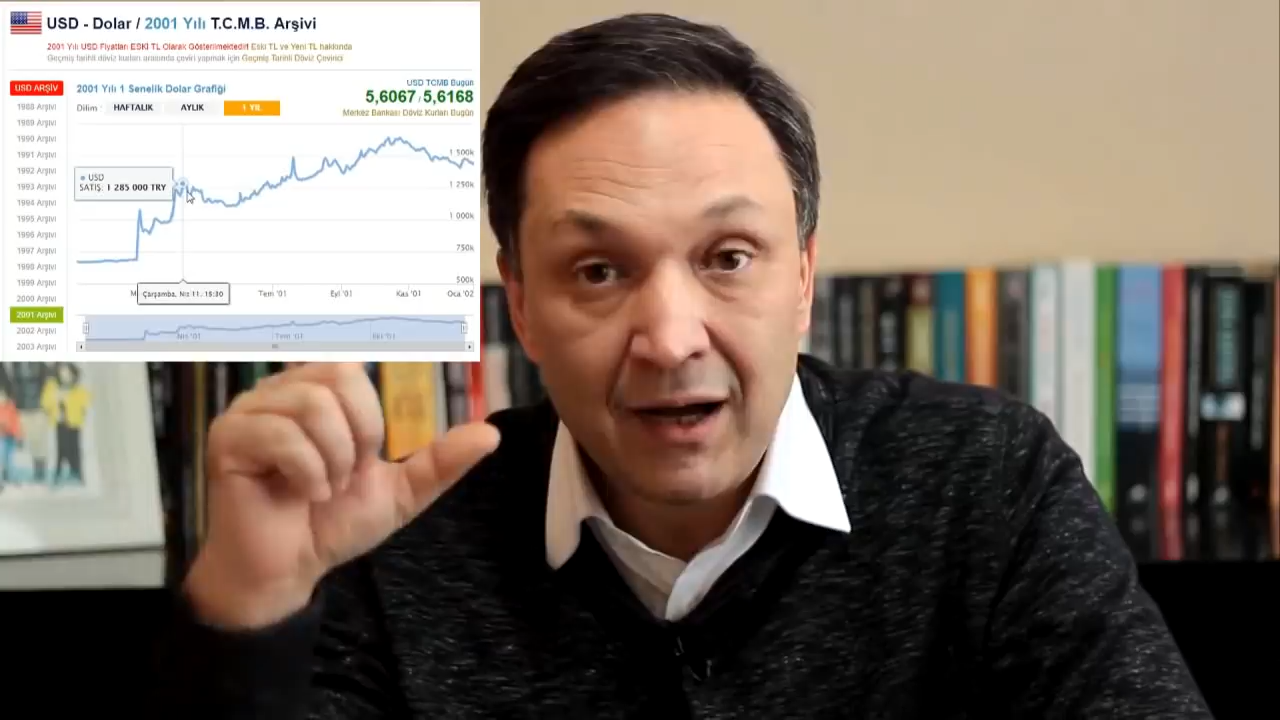 USD - Dolar / 2001 Yılı T.C.M.B. Arşivi
2001 Yılı USD Fiyatları ESKİ TL Olarak Gösterilmektedir! Eski TL ve Yeni TL hakkında
Geçmiş tarihli döviz kurları arasında çeviri yapmak için Geçmiş Tarihli Döviz Çevirici
USD ARŞİV
1988 Arşivi
1989 Arşivi
1990 Arşivi
1991 Arşivi
1992 Arşivi
1993 Arşivi
1994 Arşivi
1995 Arşivi
1996 Arşivi
1997 Arşivi
1998 Arşivi
1999 Arşivi
2000 Arşivi
2001 Arşivi
2002 Arşivi
2003 Arşivi
2001 Yılı 1 Senelik Dolar Grafiği
Dilim : HAFTALIK AYLIK 1 YIL
USD TCMB Bugün
5,6067 / 5,6168
Merkez Bankası Döviz Kurları Bugün
1 500k
1 250k
1 000k
750k
500k
USD
SATIŞ: 1 285 000 TRY
Çarşamba, Nis 11, 15:30
Tem '01 Eyl '01 Kas '01 Oca '02
Nis '01 Tem '01 Eki '01